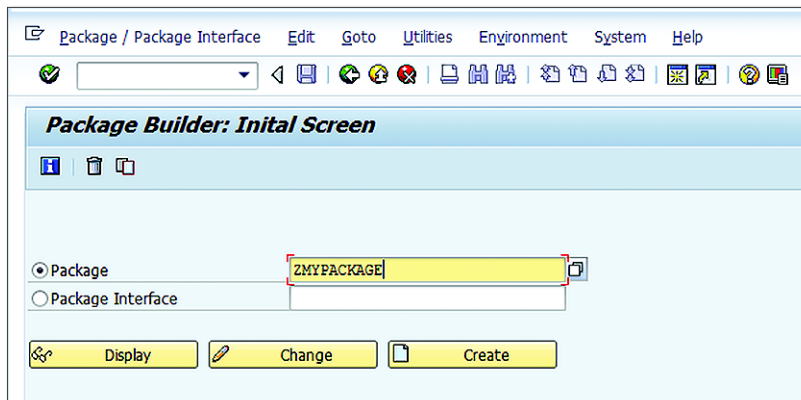 Package / Package Interface Edit Goto Utilities Environment System Help
Package Builder: Inital Screen
Package ZMYPACKAGE
Package Interface
Display Change Create